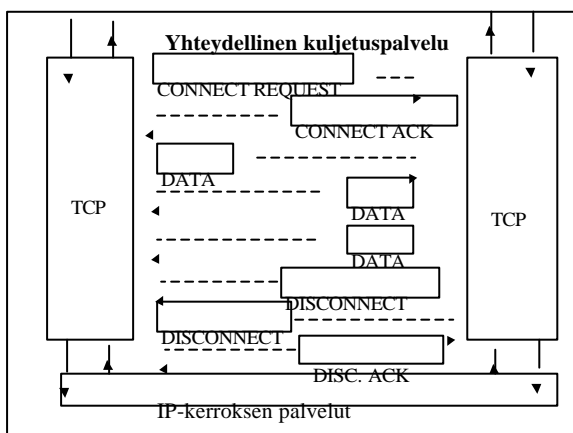 Yhteydellinen kuljetuspalvelu
CONNECT REQUEST
CONNECT ACK
DATA
TCP
DATA
TCP
DATA
DISCONNECT
DISCONNECT
DISC. ACK
IP-kerroksen palvelut